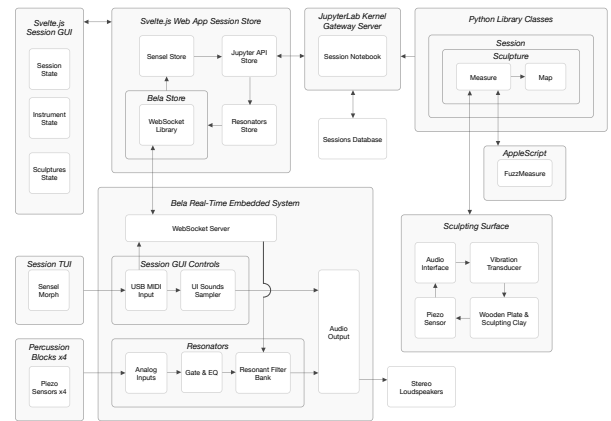 Svelte.js
Session GUI
Session
State
Instrument
State
Sculptures
State
Svelte.js Web App Session Store
Sensel Store
Jupyter API
Store
Bela Store
WebSocket
Library
Resonators
Store
JupyterLab Kernel
Gateway Server
Session Notebook
Sessions Database
Python Library Classes
Session
Sculpture
Measure
Map
AppleScript
FuzzMeasure
Bela Real-Time Embedded System
WebSocket Server
Session TUI
Sensel
Morph
Session GUI Controls
USB MIDI
Input
UI Sounds
Sampler
Audio
Output
Percussion
Blocks x4
Piezo
Sensors x4
Resonators
Analog
Inputs
Gate & EQ
Resonant Filter
Bank
Stereo
Loudspeakers
Sculpting Surface
Audio
Interface
Vibration
Transducer
Piezo
Sensor
Wooden Plate &
Sculpting Clay